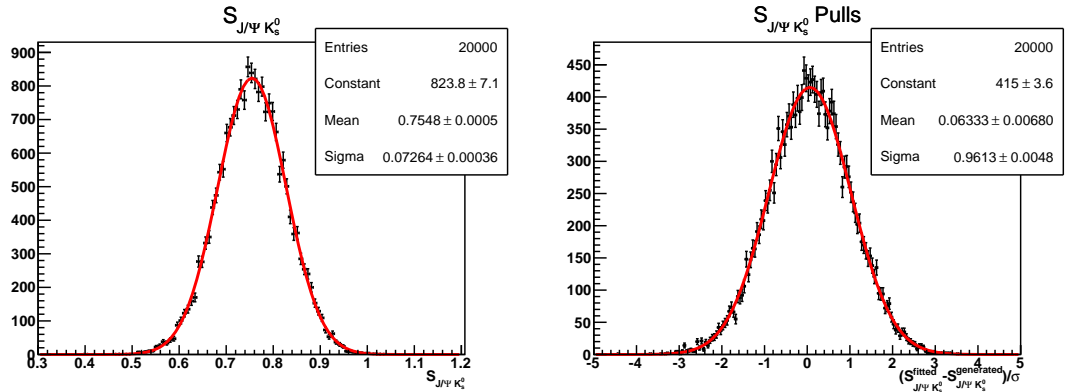 S_{J/Ψ K_s^0}
Entries 20000
Constant 823.8 ± 7.1
Mean 0.7548 ± 0.0005
Sigma 0.07264 ± 0.00036
900
800
700
600
500
400
300
200
100
0
0.3 0.4 0.5 0.6 0.7 0.8 0.9 1 1.1 1.2
S_{J/Ψ K_s^0}
S_{J/Ψ K_s^0} Pulls
Entries 20000
Constant 415 ± 3.6
Mean 0.06333 ± 0.00680
Sigma 0.9613 ± 0.0048
450
400
350
300
250
200
150
100
50
0
-5 -4 -3 -2 -1 0 1 2 3 4 5
(S_{J/Ψ K_s^0}^{fitted}-S_{J/Ψ K_s^0}^{generated})/σ